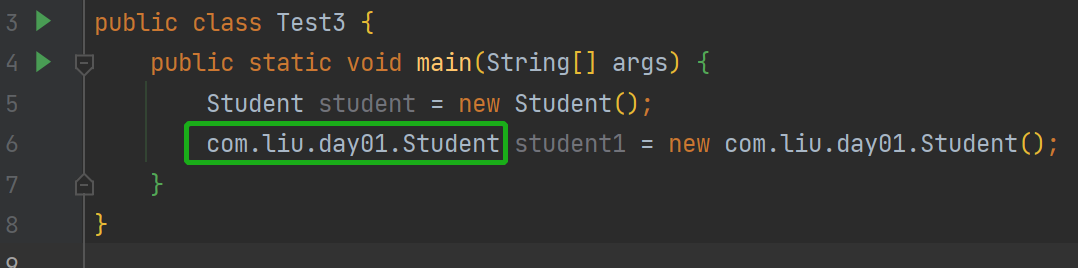 3 public class Test3 {
4 public static void main(String[] args) {
5 Student student = new Student();
6 com.liu.day01.Student student1 = new com.liu.day01.Student();
7 }
8 }
9